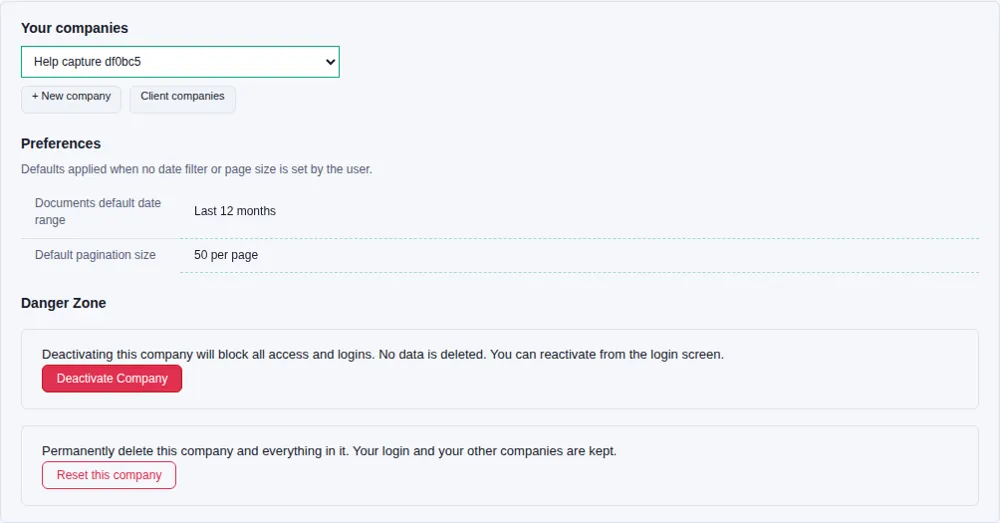 Your companies
Help capture df0bc5
+ New company
Client companies
Preferences
Defaults applied when no date filter or page size is set by the user.
Documents default date
range
Last 12 months
Default pagination size
50 per page
Danger Zone
Deactivating this company will block all access and logins. No data is deleted. You can reactivate from the login screen.
Deactivate Company
Permanently delete this company and everything in it. Your login and your other companies are kept.
Reset this company